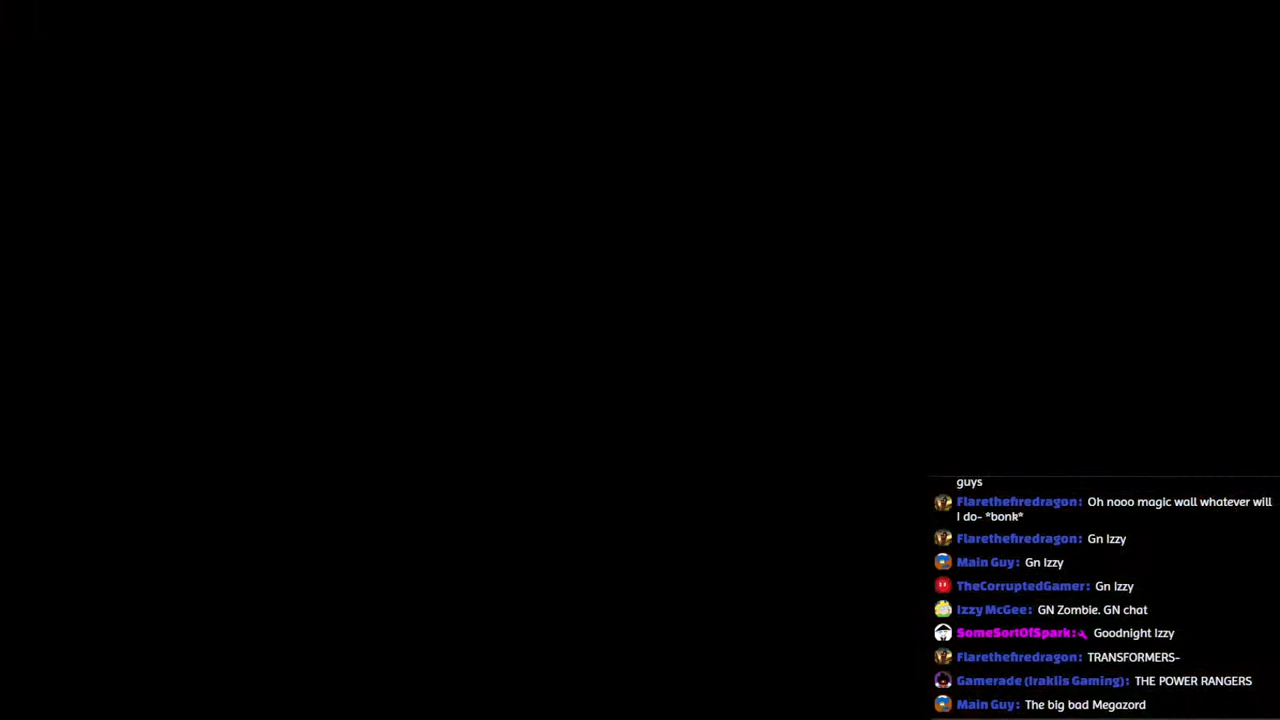 guys
Flarethefiredragon: Oh nooo magic wall whatever will
I do- *bonk*
Flarethefiredragon: Gn Izzy
Main Guy: Gn Izzy
TheCorruptedGamer: Gn Izzy
Izzy McGee: GN Zombie. GN chat
SomeSortOfSpark: Goodnight Izzy
Flarethefiredragon: TRANSFORMERS-
Gamerade (Iraklis Gaming): THE POWER RANGERS
Main Guy: The big bad Megazord